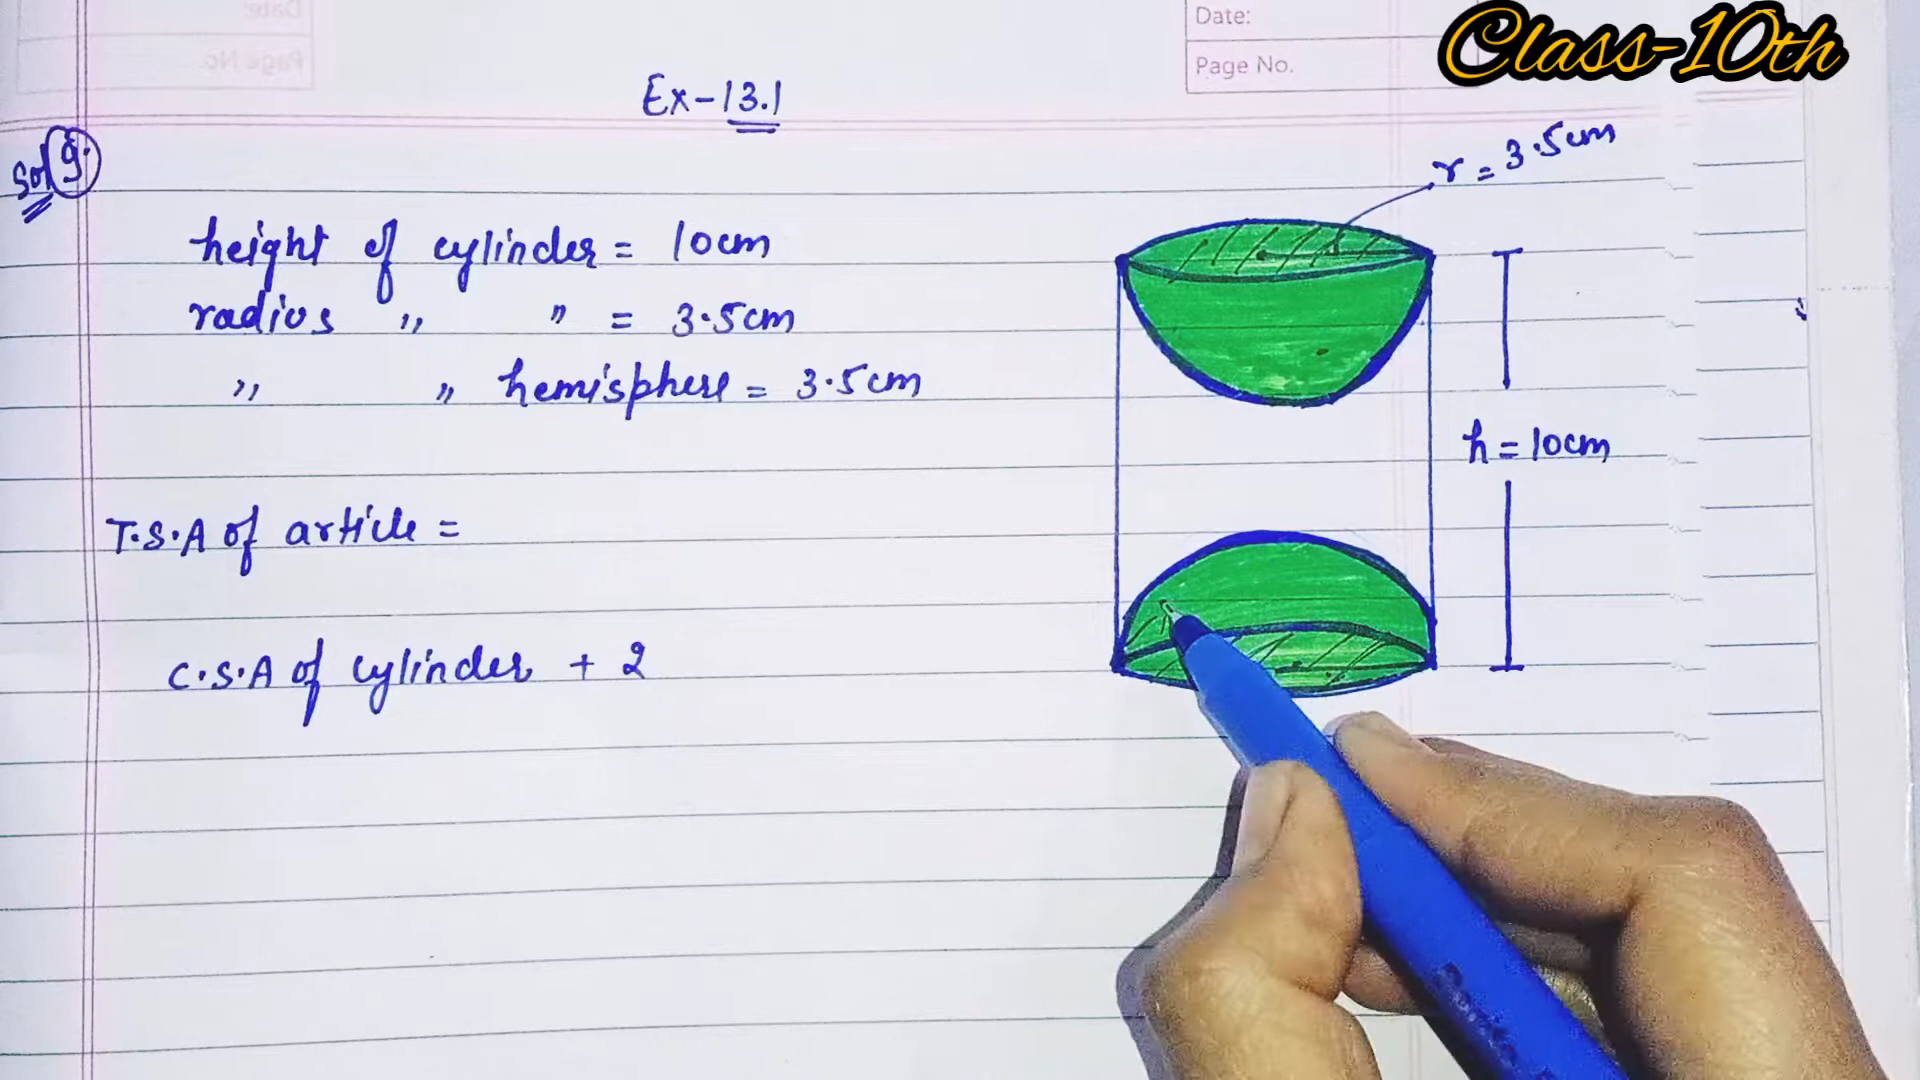 Date:
Page No.
Class-10th
Ex-13.1
Sol 9.
r = 3.5cm
height of cylinder = 10cm
radius " " = 3.5cm
" " hemisphere = 3.5cm
h = 10cm
T.S.A of article =
C.S.A of cylinder + 2